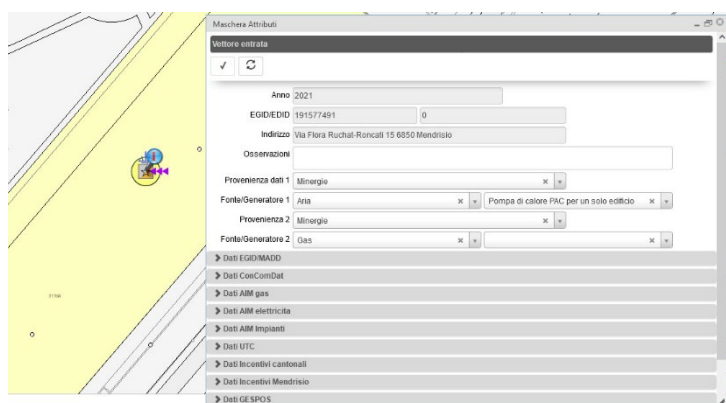 Maschera Attributi
Vettore entrata
Anno 2021
EGID/EDID 191577491 0
Indirizzo Via Flora Ruchat-Roncati 15 6850 Mendrisio
Osservazioni
Provenienza dati 1 Minergie
Fonte/Generatore 1 Aria Pompa di calore PAC per un solo edificio
Provenienza 2 Minergie
Fonte/Generatore 2 Gas
Dati EGID/MADD
Dati ConComDat
Dati AIM gas
Dati AIM elettricita
Dati AIM Impianti
Dati UTC
Dati Incentivi cantonali
Dati Incentivi Mendrisio
Dati GESPOS